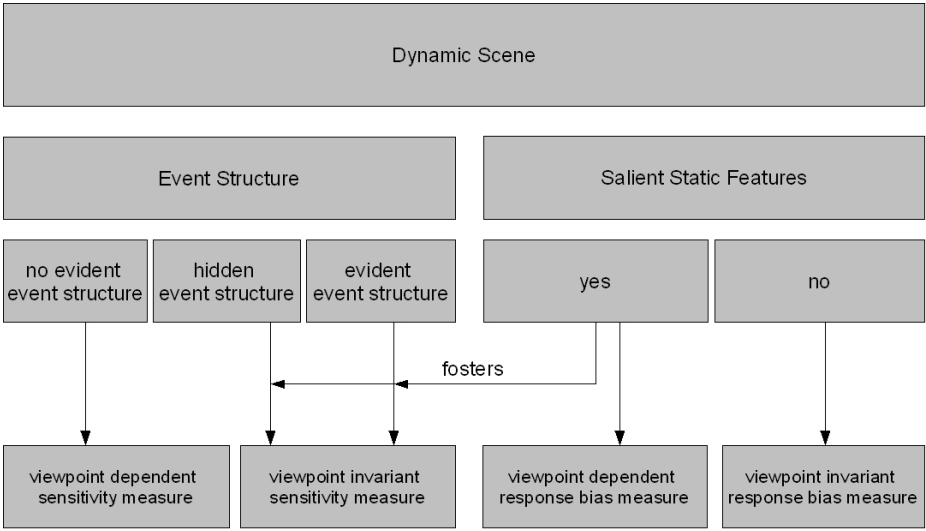 Dynamic Scene
Event Structure
Salient Static Features
no evident
event structure
hidden
event structure
evident
event structure
yes
no
fosters
viewpoint dependent
sensitivity measure
viewpoint invariant
sensitivity measure
viewpoint dependent
response bias measure
viewpoint invariant
response bias measure